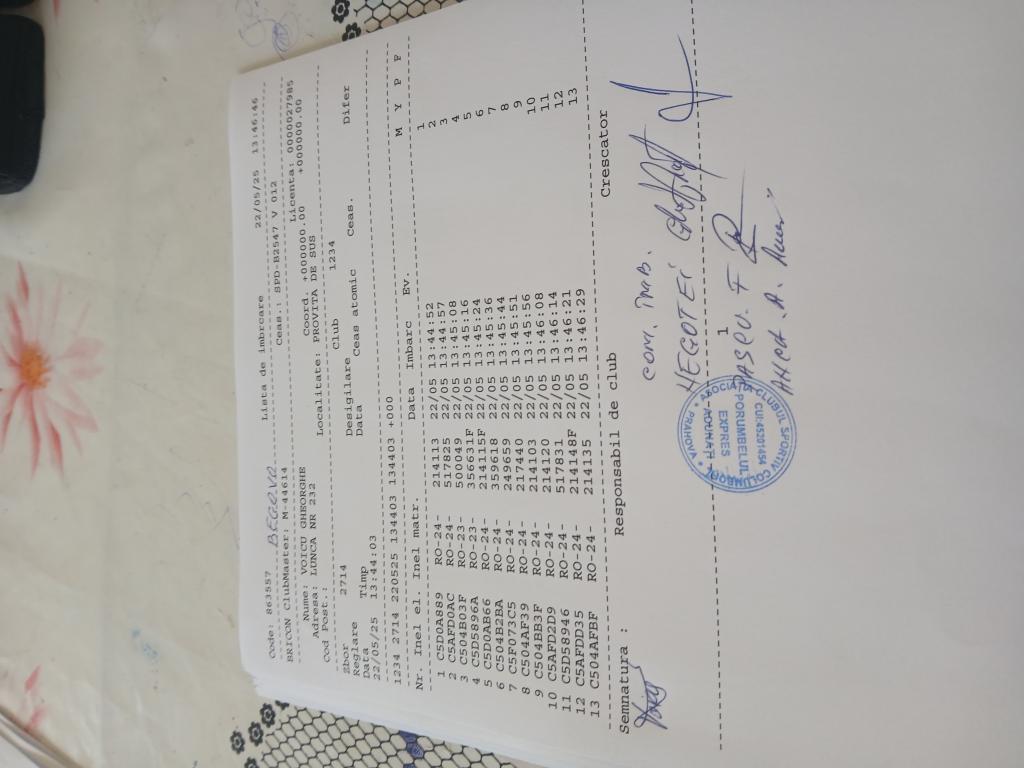 Code: 863557 BEGOVO Lista de imbrcare 22/05/25 13:46:46
BRICON ClubMaster: M-44614 Ceas.: SPD-B2547 V 012
Nume: VOICU GHEORGHE Coord. +000000.00 Licenta: 0000027985
Adresa: LUNCA NR 232 Localitate: PROVITA DE SUS +000000.00
Cod Post.:
Zbor 2714 Desigilare Club 1234
Reglare
Data Timp Data Ceas atomic Ceas. Difer
22/05/25 13:44:03
1234 2714 220525 134403 134403 +000
Nr. Inel el. Inel matr. Data Imbarc Ev. M Y P F
1 C5D0A889 RO-24- 214113 22/05 13:44:52 1
2 C5AFD0AC RO-24- 517825 22/05 13:44:57 2
3 C504B03F RO-23- 500049 22/05 13:45:08 3
4 C5D5896A RO-23- 356631F 22/05 13:45:16 4
5 C5D0AB66 RO-24- 214115F 22/05 13:45:24 5
6 C504B2BA RO-24- 359618 22/05 13:45:36 6
7 C5F073C5 RO-24- 249659 22/05 13:45:44 7
8 C504AF39 RO-24- 217440 22/05 13:45:51 8
9 C504BB3F RO-24- 214103 22/05 13:45:56 9
10 C5AFD2D9 RO-24- 214120 22/05 13:46:08 10
11 C5D58946 RO-24- 517831 22/05 13:46:14 11
12 C5AFDD35 RO-24- 214148F 22/05 13:46:21 12
13 C504AFBF RO-24- 214135 22/05 13:46:29 13
Semnatura : Responsabil de club Crescator
COM. IMB.
HEGOTEI
PASCU. F
1
ANCA. A.
ASOCIATIA CLUBUL SPORTIV COLUMBOFIL
CUI:45201454
PORUMBELUL
EXPRES
PRAHOVA